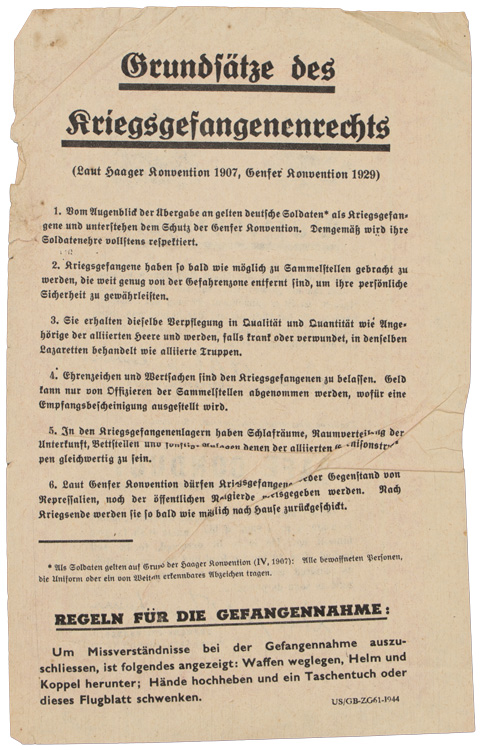 Grundsätze des
Kriegsgefangenenrechts
(Laut Haager Konvention 1907, Genfer Konvention 1929)
1. Vom Augenblick der Übergabe an gelten deutsche Soldaten* als Kriegsgefan-
gene und unterstehen dem Schutz der Genfer Konvention. Demgemäß wird ihre
Soldatenehre vollstens respektiert.
2. Kriegsgefangene haben so bald wie möglich zu Sammelstellen gebracht zu
werden, die weit genug von der Gefahrenzone entfernt sind, um ihre persönliche
Sicherheit zu gewährleisten.
3. Sie erhalten dieselbe Verpflegung in Qualität und Quantität wie Ange-
hörige der alliierten Heere und werden, falls krank oder verwundet, in denselben
Lazaretten behandelt wie alliierte Truppen.
4. Ehrenzeichen und Wertsachen sind den Kriegsgefangenen zu belassen. Geld
kann nur von Offizieren der Sammelstellen abgenommen werden, wofür eine
Empfangsbescheinigung ausgestellt wird.
5. In den Kriegsgefangenenlagern haben Schlafräume, Raumverteilung der
Unterkunft, Bettstellen und sonstige Anlagen denen der alliierten
pen gleichwertig zu sein.
6. Laut Genfer Konvention dürfen Kriegsgefangene Gegenstand von
Repressalien, noch der öffentlichen Neugierde preisgegeben werden. Nach
Kriegsende werden sie so bald wie möglich nach Hause zurückgeschickt.
* Als Soldaten gelten auf Grund der Haager Konvention (IV, 1907): Alle bewaffneten Personen,
die Uniform oder ein von Weitem erkennbares Abzeichen tragen.
REGELN FÜR DIE GEFANGENNAHME:
Um Missverständnisse bei der Gefangennahme auszu-
schliessen, ist folgendes angezeigt: Waffen weglegen, Helm und
Koppel herunter; Hände hochheben und ein Taschentuch oder
dieses Flugblatt schwenken.
US/GB-ZG61-1944